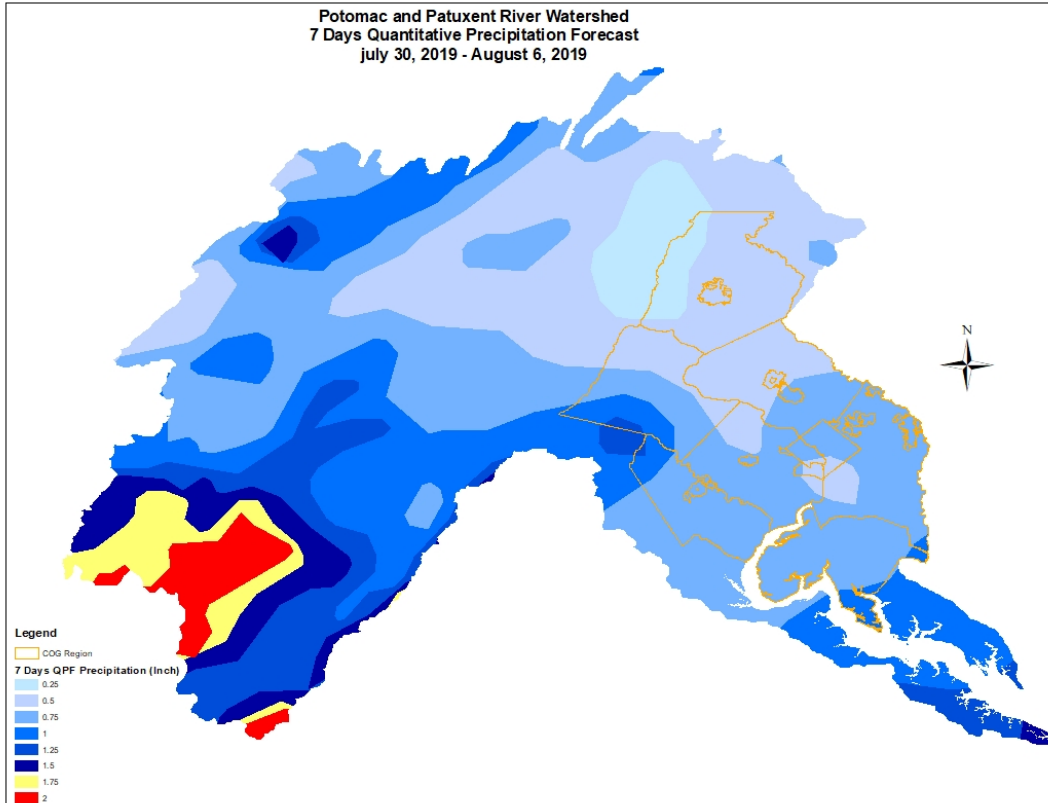 Potomac and Patuxent River Watershed
7 Days Quantitative Precipitation Forecast
july 30, 2019 - August 6, 2019
N
Legend
COG Region
7 Days QPF Precipitation (Inch)
0.25
0.5
0.75
1
1.25
1.5
1.75
2